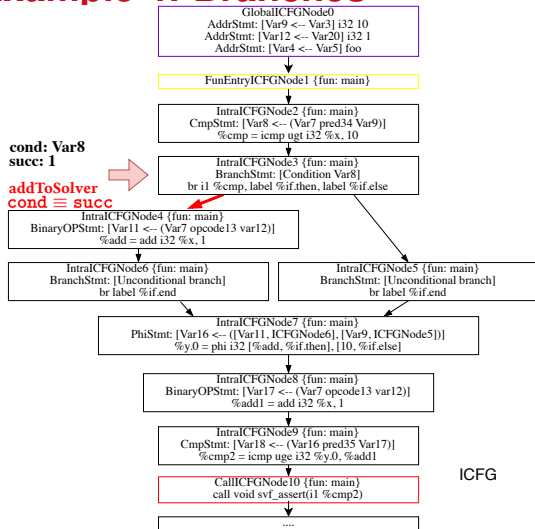 GlobalICFGNode0
AddrStmt: [Var9 <-- Var3] i32 10
AddrStmt: [Var12 <-- Var20] i32 1
AddrStmt: [Var4 <-- Var5] foo
FunEntryICFGNode1 {fun: main}
IntraICFGNode2 {fun: main}
CmpStmt: [Var8 <-- (Var7 pred34 Var9)]
%cmp = icmp ugt i32 %x, 10
cond: Var8
succ: 1
addToSolver
cond ≡ succ
IntraICFGNode3 {fun: main}
BranchStmt: [Condition Var8]
br i1 %cmp, label %if.then, label %if.else
IntraICFGNode4 {fun: main}
BinaryOPStmt: [Var11 <-- (Var7 opcode13 var12)]
%add = add i32 %x, 1
IntraICFGNode6 {fun: main}
BranchStmt: [Unconditional branch]
br label %if.end
IntraICFGNode5 {fun: main}
BranchStmt: [Unconditional branch]
br label %if.end
IntraICFGNode7 {fun: main}
PhiStmt: [Var16 <-- ([Var11, ICFGNode6], [Var9, ICFGNode5])]
%y.0 = phi i32 [%add, %if.then], [10, %if.else]
IntraICFGNode8 {fun: main}
BinaryOPStmt: [Var17 <-- (Var7 opcode13 var12)]
%add1 = add i32 %x, 1
IntraICFGNode9 {fun: main}
CmpStmt: [Var18 <-- (Var16 pred35 Var17)]
%cmp2 = icmp uge i32 %y.0, %add1
ICFG
CallICFGNode10 {fun: main}
call void svf_assert(i1 %cmp2)
....